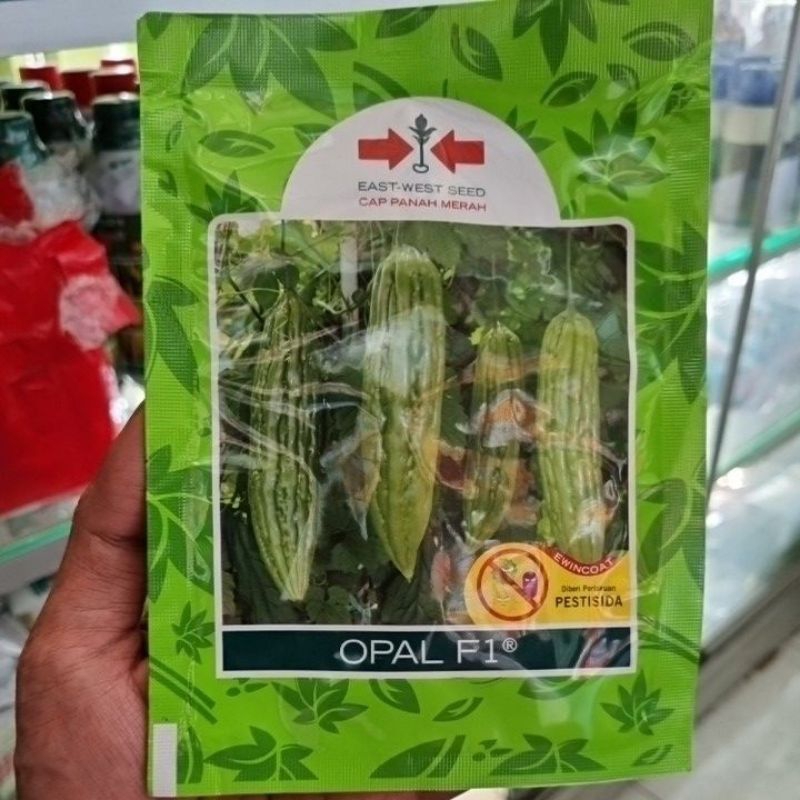 EAST-WEST SEED
CAP PANAH MERAH
EWINCOAT
Diberi Perlakuan
PESTISIDA
OPAL F1®